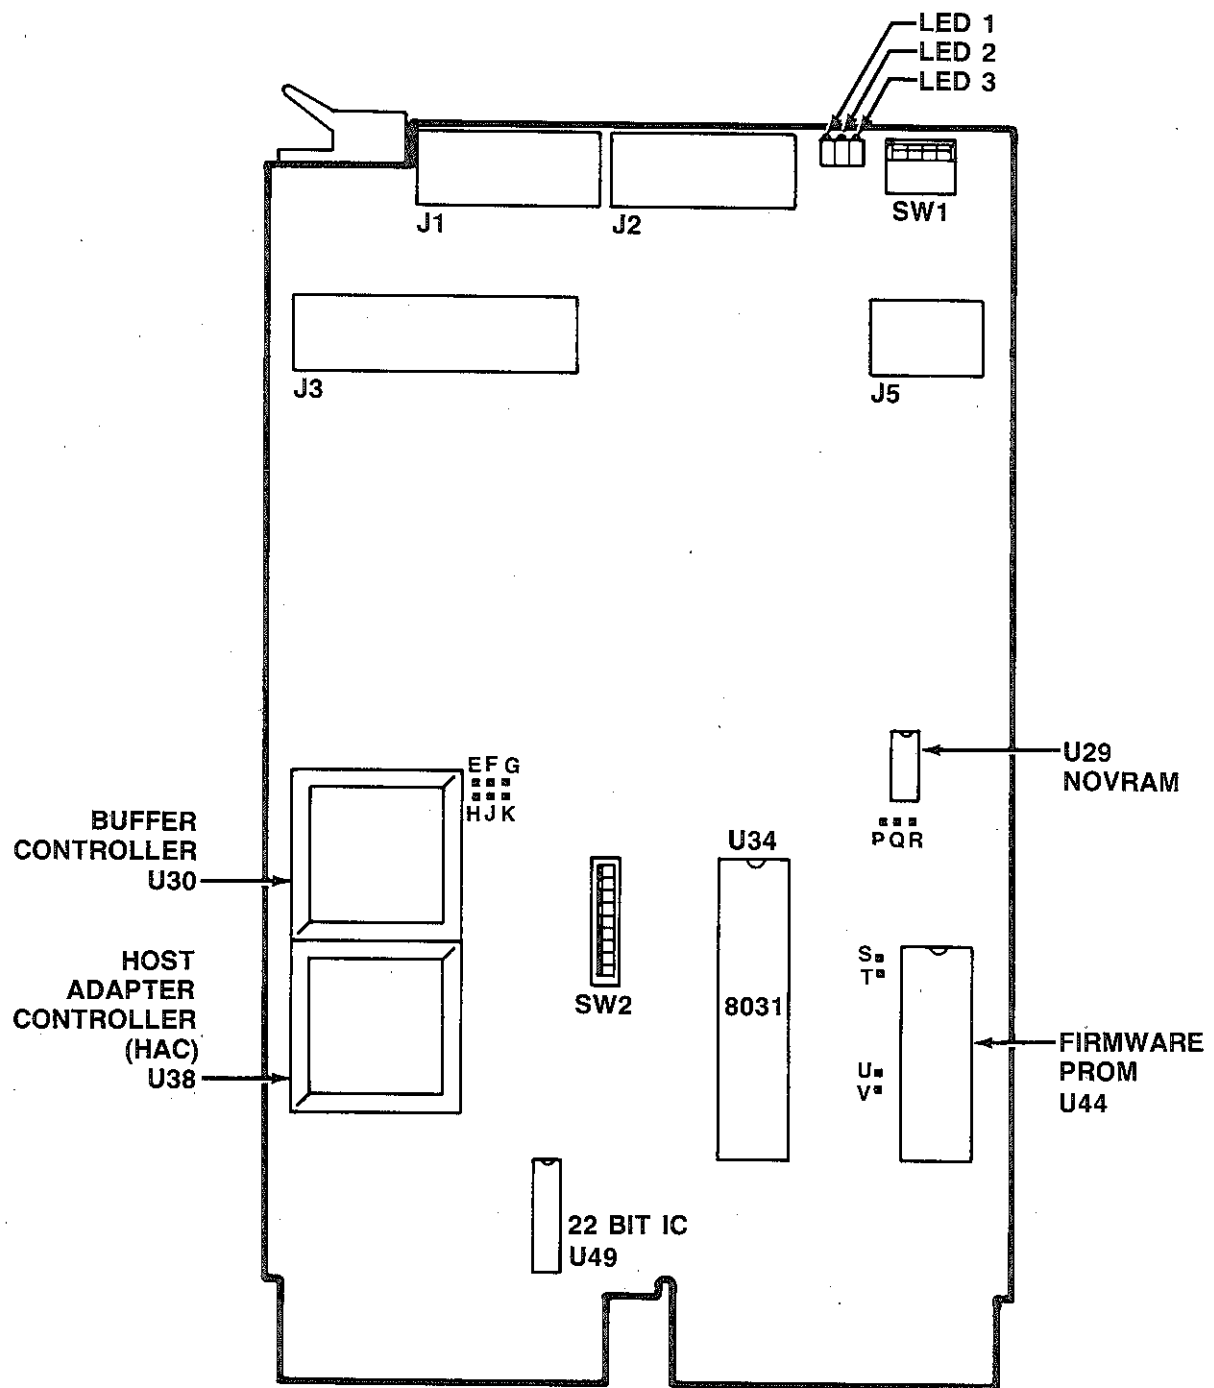 LED 1
LED 2
LED 3
J1
J2
SW1
J3
J5
U29
NOVRAM
E F G
H J K
P Q R
BUFFER
CONTROLLER
U30
U34
8031
HOST
ADAPTER
CONTROLLER
(HAC)
U38
SW2
S
T
U
V
FIRMWARE
PROM
U44
22 BIT IC
U49